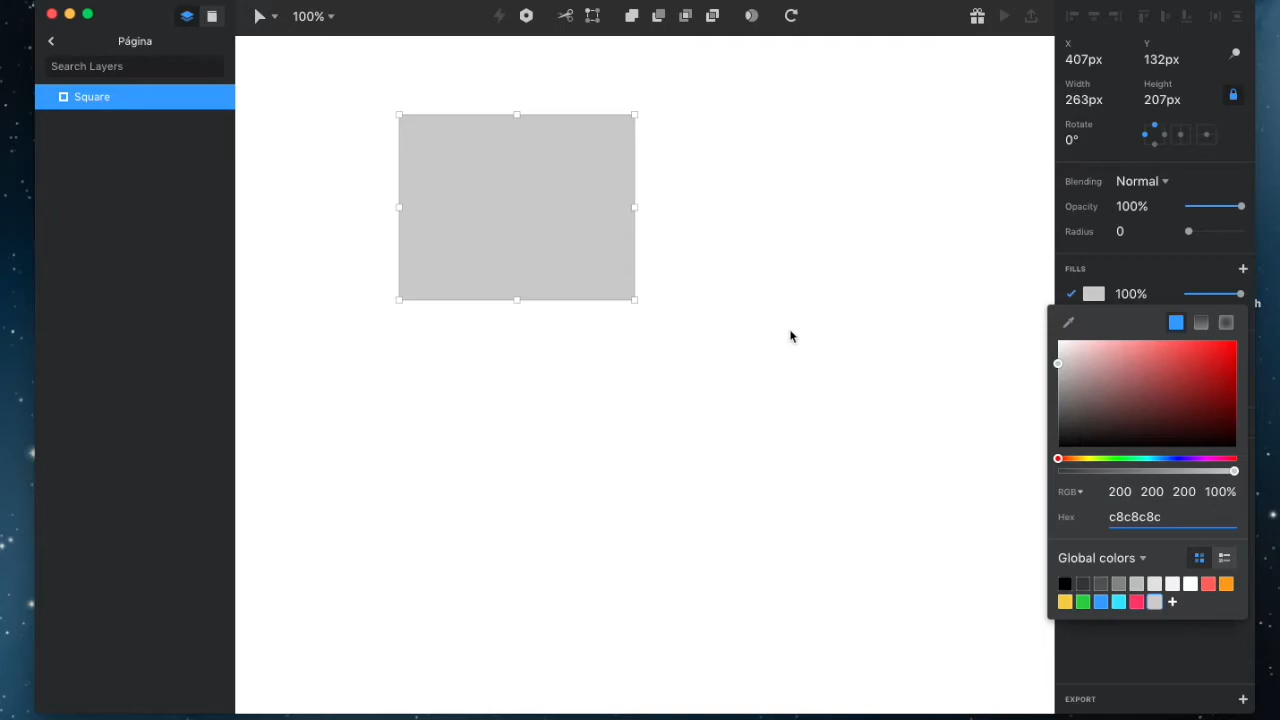 100%
Página
Search Layers
Square
X
Y
407px
132px
Width
Height
263px
207px
Rotate
0°
Blending
Normal
Opacity
100%
Radius
0
FILLS
100%
h
RGB
200 200 200 100%
Hex
c8c8c8c
Global colors
EXPORT